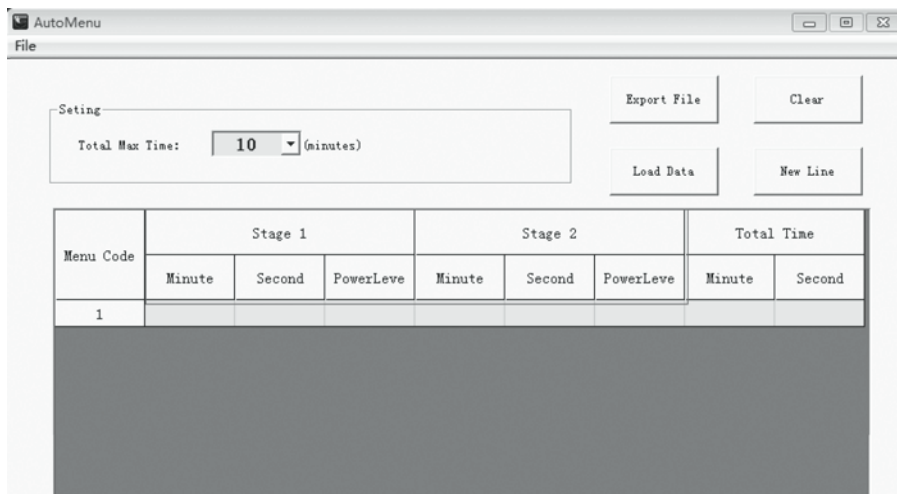 AutoMenu
File
Seting
Total Max Time: 10 (minutes)
Export File Clear
Load Data New Line
Menu Code Stage 1 Stage 2 Total Time
Minute Second PowerLeve Minute Second PowerLeve Minute Second
1